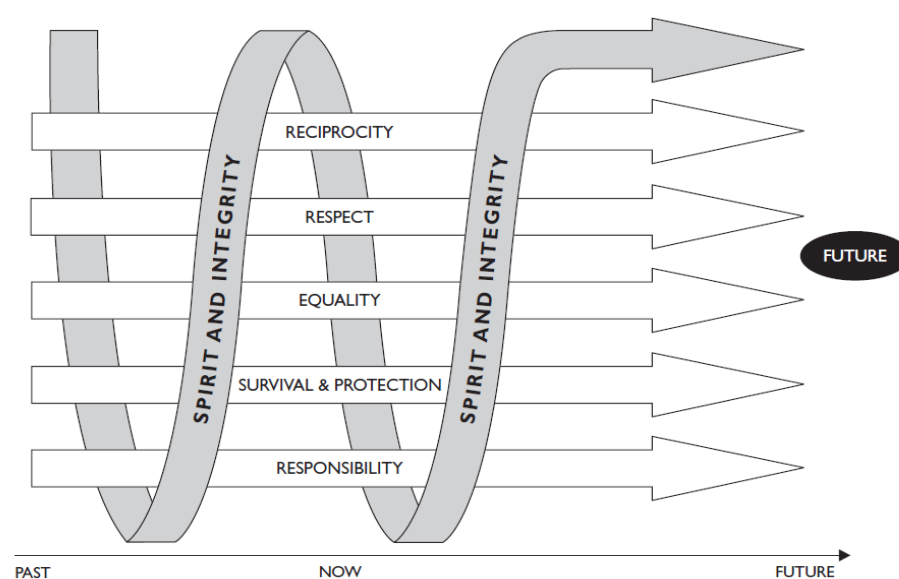 RECIPROCITY
RESPECT
EQUALITY
SURVIVAL & PROTECTION
RESPONSIBILITY
SPIRIT AND INTEGRITY
SPIRIT AND INTEGRITY
FUTURE
PAST
NOW
FUTURE